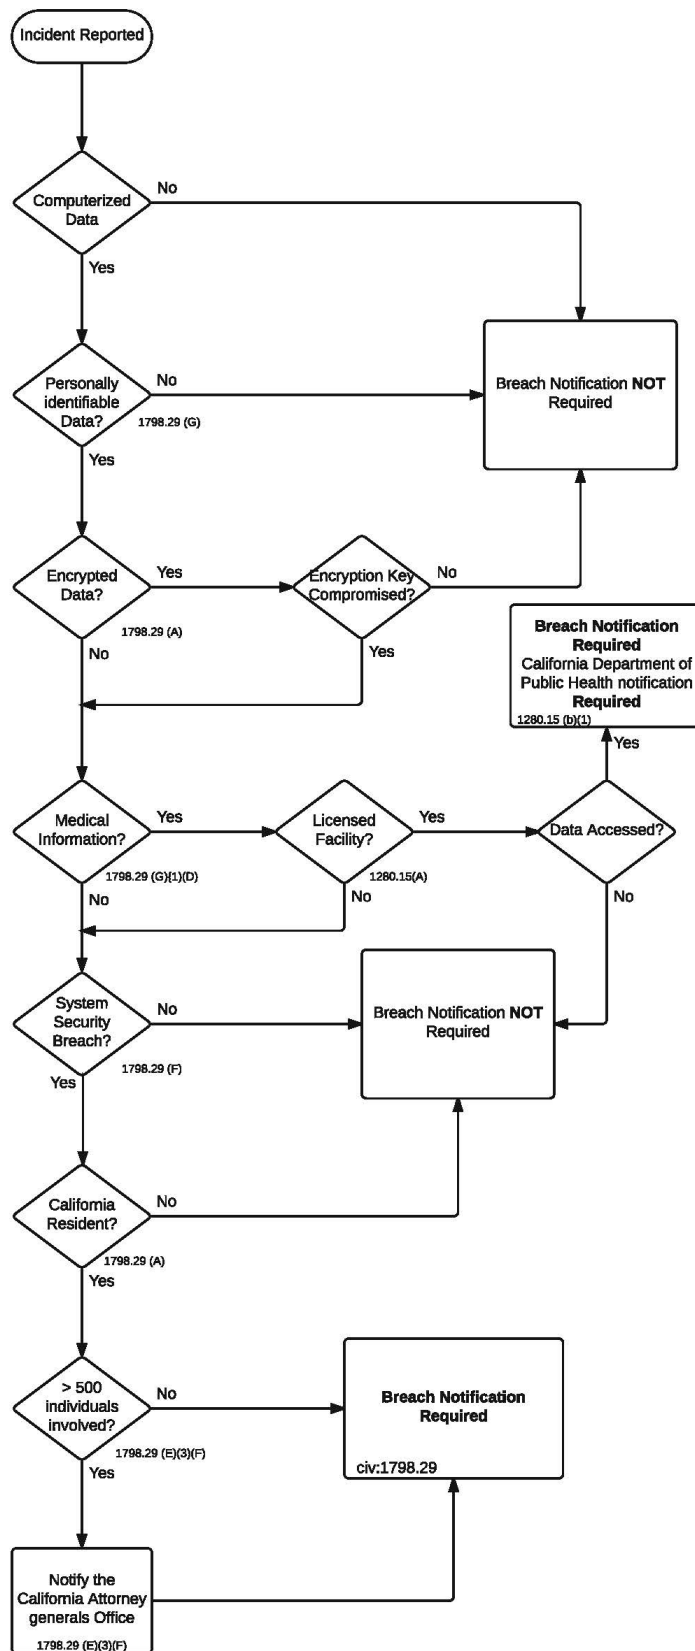 Incident Reported
No
Computerized
Data
Yes
Personally
identifiable
Data?
No
1798.29 (G)
Yes
Breach Notification NOT
Required
Encrypted
Data?
Yes
1798.29 (A)
No
Encryption Key
Compromised?
No
Yes
Breach Notification
Required
California Department of
Public Health notification
Required
1280.15 (b)(1)
Yes
Medical
Information?
Yes
1798.29 (G){1)(D)
No
Licensed
Facility?
Yes
1280.15(A)
No
Data Accessed?
No
System
Security
Breach?
No
1798.29 (F)
Yes
Breach Notification NOT
Required
California
Resident?
No
1798.29 (A)
Yes
> 500
individuals
involved?
No
1798.29 (E)(3)(F)
Yes
Breach Notification
Required
civ:1798.29
Notify the
California Attorney
generals Office
1798.29 (E)(3)(F)